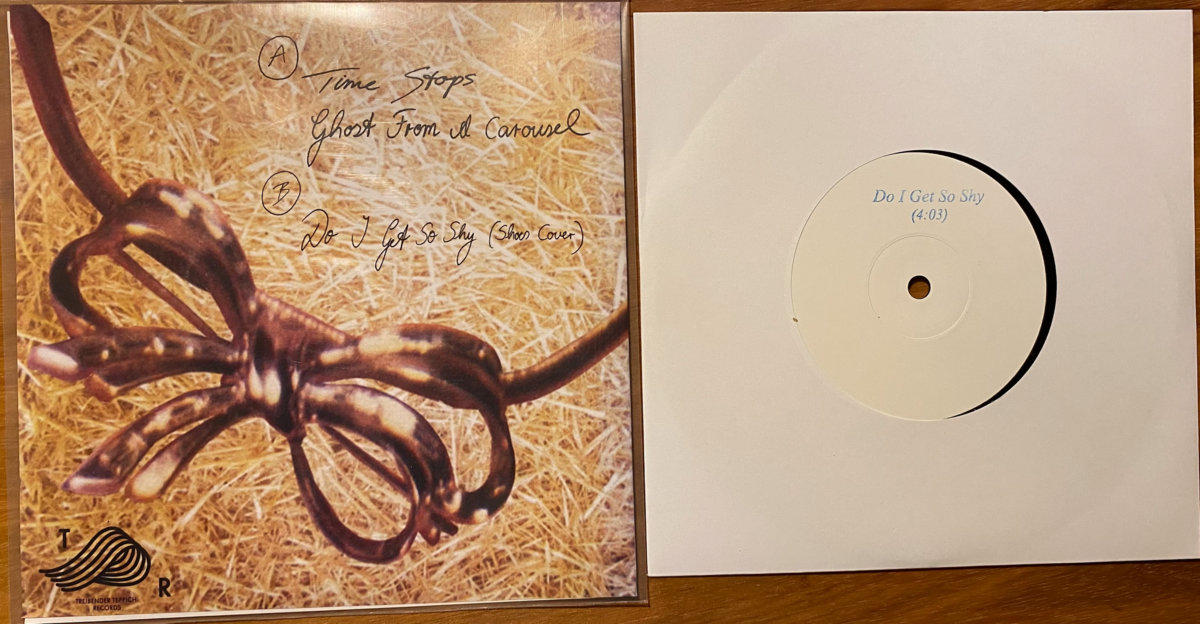 A
Time Stops
Ghost From A Carousel
B
Do I Get So Shy (Shoes Cover)
T
R
TREIBENDER TEPPICH
RECORDS
Do I Get So Shy
(4:03)